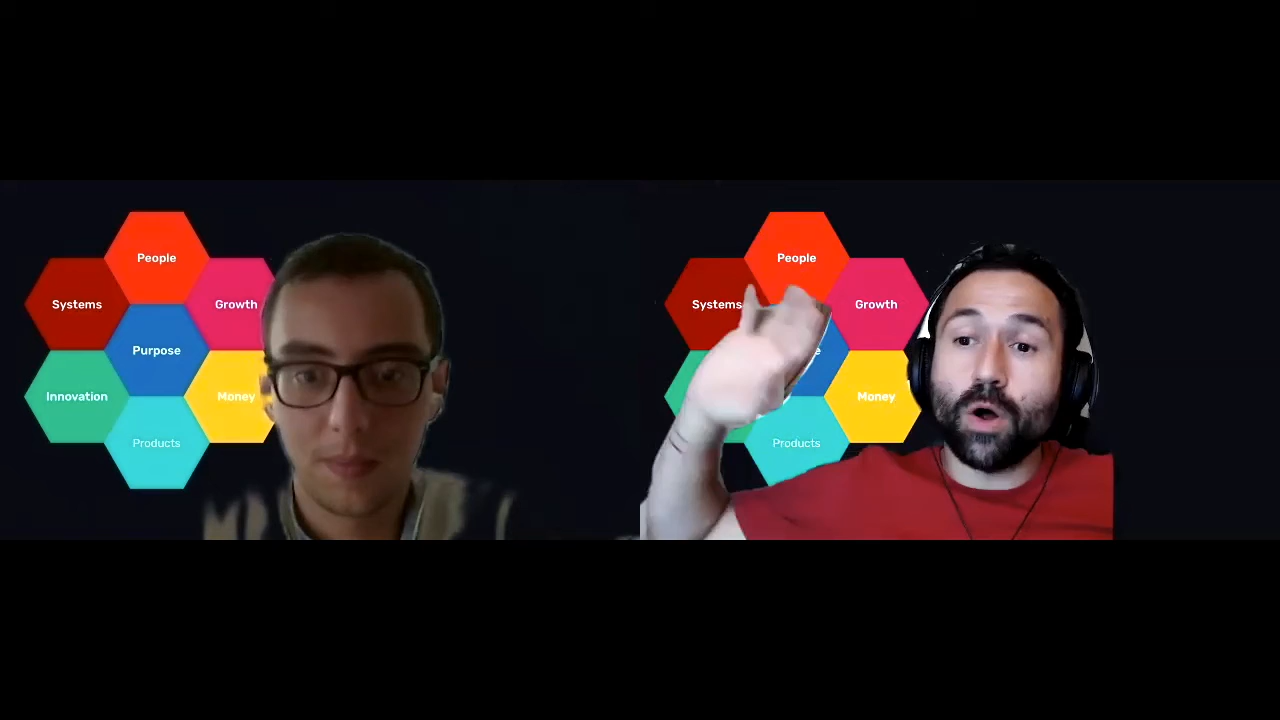 People
Systems
Growth
Purpose
Innovation
Money
Products
People
Systems
Growth
e
Money
Products